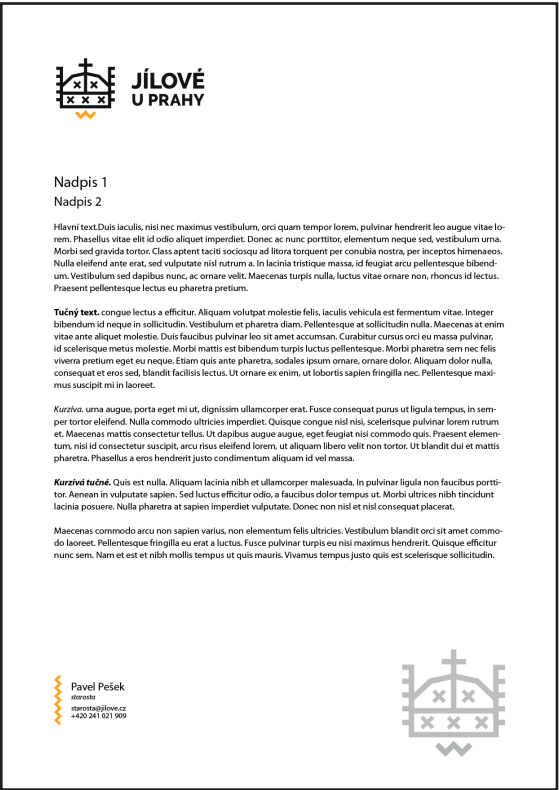 JÍLOVÉ
U PRAHY
Nadpis 1
Nadpis 2
Hlavní text.Duis iaculis, nisi nec maximus vestibulum, orci quam tempor lorem, pulvinar hendrerit leo augue vitae lo-
rem. Phasellus vitae elit id odio aliquet imperdiet. Donec ac nunc porttitor, elementum neque sed, vestibulum urna.
Morbi sed gravida tortor. Class aptent taciti sociosqu ad litora torquent per conubia nostra, per inceptos himenaeos.
Nulla eleifend ante erat, sed vulputate nisl rutrum a. In lacinia tristique massa, id feugiat arcu pellentesque bibend-
um. Vestibulum sed dapibus nunc, ac ornare velit. Maecenas turpis nulla, luctus vitae ornare non, rhoncus id lectus.
Praesent pellentesque lectus eu pharetra pretium.
Tučný text. congue lectus a efficitur. Aliquam volutpat molestie felis, iaculis vehicula est fermentum vitae. Integer
bibendum id neque in sollicitudin. Vestibulum et pharetra diam. Pellentesque at sollicitudin nulla. Maecenas at enim
vitae ante aliquet molestie. Duis faucibus pulvinar leo sit amet accumsan. Curabitur cursus orci eu massa pulvinar,
id scelerisque metus molestie. Morbi mattis est bibendum turpis luctus pellentesque. Morbi pharetra sem nec felis
viverra pretium eget eu neque. Etiam quis ante pharetra, sodales ipsum ornare, ornare dolor. Aliquam dolor nulla,
consequat et eros sed, blandit facilisis lectus. Ut ornare ex enim, ut lobortis sapien fringilla nec. Pellentesque maxi-
mus suscipit mi in laoreet.
Kurzíva. urna augue, porta eget mi ut, dignissim ullamcorper erat. Fusce consequat purus ut ligula tempus, in sem-
per tortor eleifend. Nulla commodo ultricies imperdiet. Quisque congue nisl nisi, scelerisque pulvinar lorem rutrum
et. Maecenas mattis consectetur tellus. Ut dapibus augue augue, eget feugiat nisi commodo quis. Praesent elemen-
tum, nisi id consectetur suscipit, arcu risus eleifend lorem, ut aliquam libero velit non tortor. Ut blandit dui et mattis
pharetra. Phasellus a eros hendrerit justo condimentum aliquam id vel massa.
Kurzívá tučné. Quis est nulla. Aliquam lacinia nibh et ullamcorper malesuada. In pulvinar ligula non faucibus portti-
tor. Aenean in vulputate sapien. Sed luctus efficitur odio, a faucibus dolor tempus ut. Morbi ultrices nibh tincidunt
lacinia posuere. Nulla pharetra at sapien imperdiet vulputate. Donec non nisl et nisl consequat placerat.
Maecenas commodo arcu non sapien varius, non elementum felis ultricies. Vestibulum blandit orci sit amet commo-
do laoreet. Pellentesque fringilla eu erat a luctus. Fusce pulvinar turpis eu nisi maximus hendrerit. Quisque efficitur
nunc sem. Nam et est et nibh mollis tempus ut quis mauris. Vivamus tempus justo quis est scelerisque sollicitudin.
Pavel Pešek
starosta
starosta@jilove.cz
+420 241 021 909